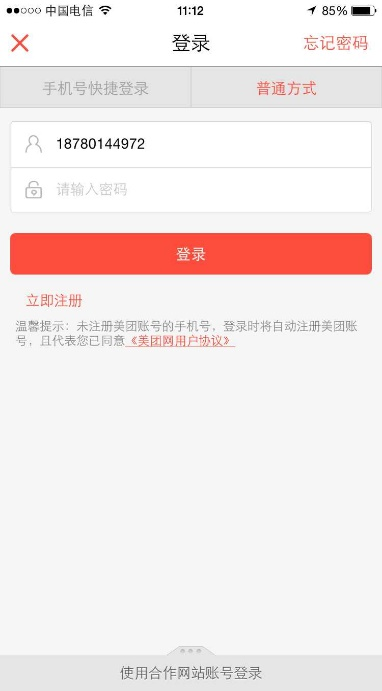 中国电信 11:12 85%
登录 忘记密码
手机号快捷登录 普通方式
18780144972
请输入密码
登录
立即注册
温馨提示：未注册美团账号的手机号，登录时将自动注册美团账
号，且代表您已同意《美团网用户协议》
使用合作网站账号登录